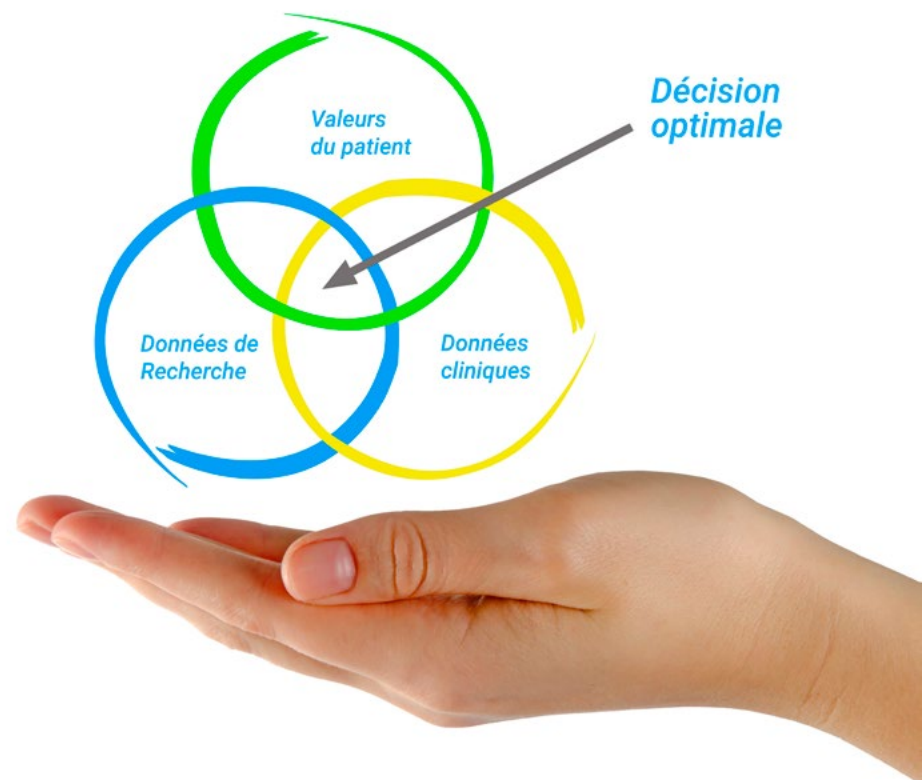 Valeurs
du patient
Décision
optimale
Données de
Recherche
Données
cliniques